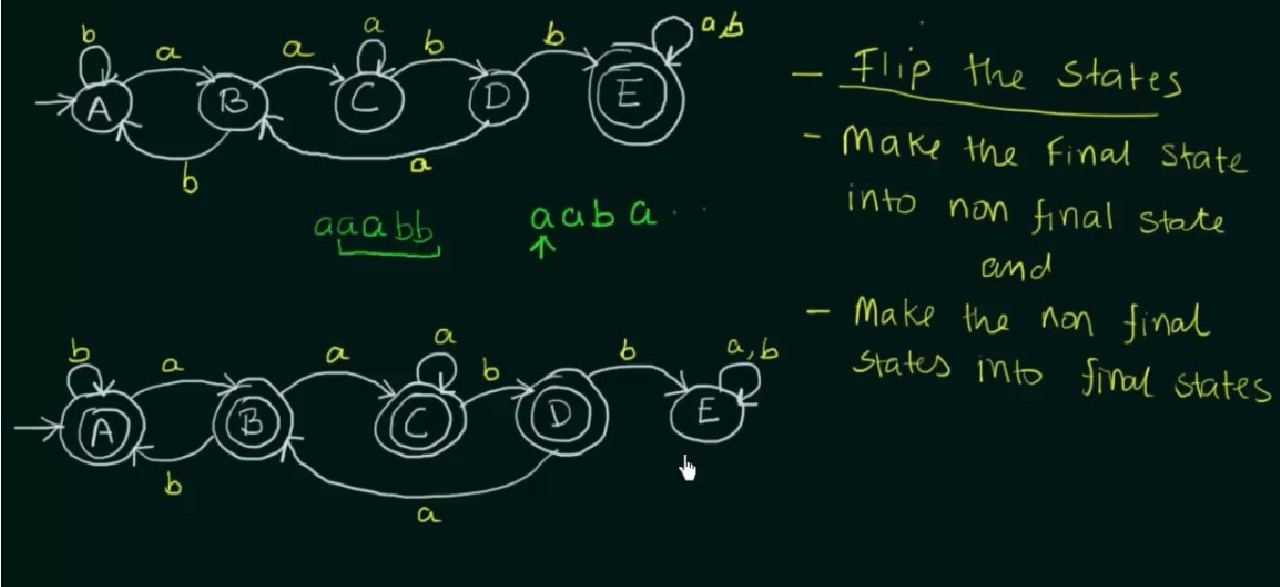 b a a a b b a,b
A B C D E
b a
aaabb aaba..
b a a a b b a,b
A B C D E
b a
- Flip the States
- Make the Final State
into non final state
and
- Make the non final
states into final states